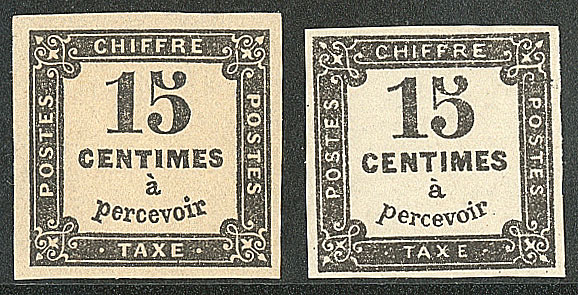 CHIFFRE
POSTES
15
CENTIMES
à
percevoir
POSTES
· TAXE ·
CHIFFRE
POSTES
15
CENTIMES
à
percevoir
POSTES
· TAXE ·